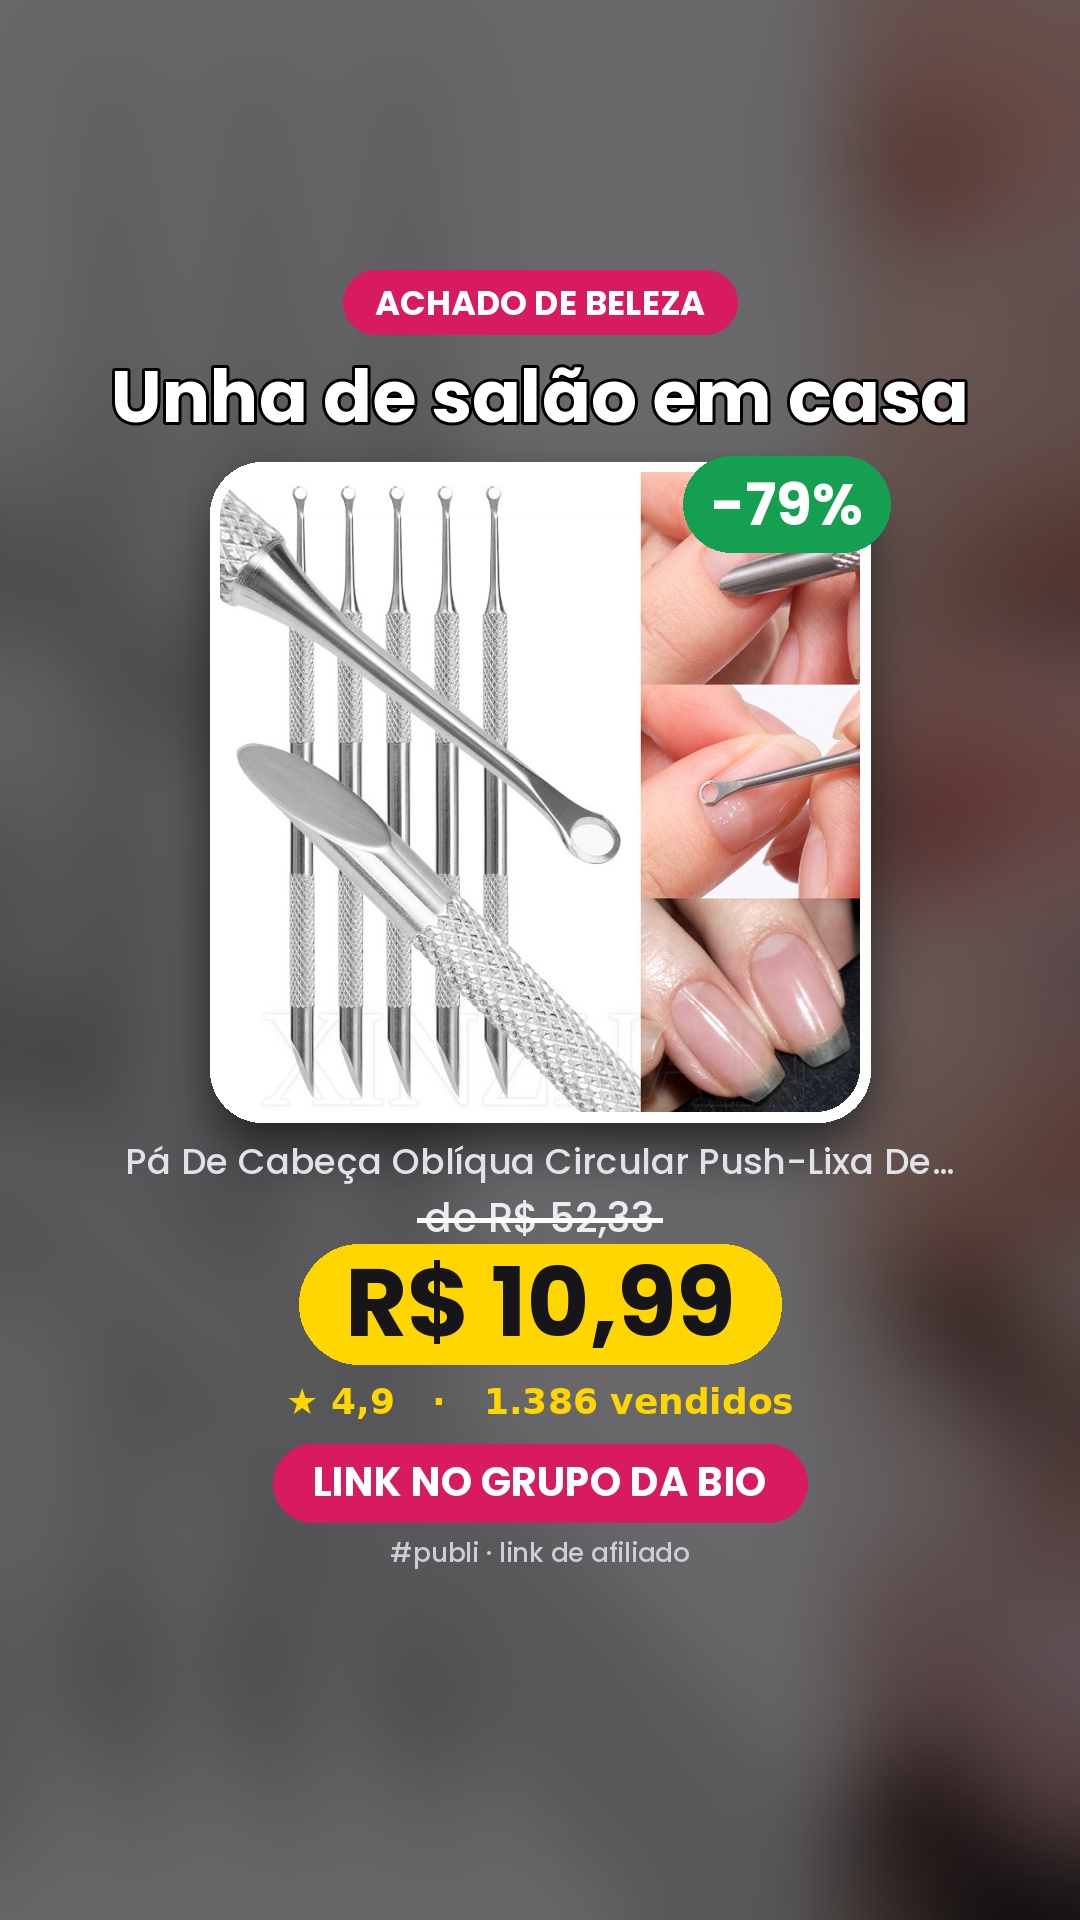 ACHADO DE BELEZA
Unha de salão em casa
-79%
Pá De Cabeça Oblíqua Circular Push-Lixa De...
de R$ 52,33
R$ 10,99
★ 4,9 · 1.386 vendidos
LINK NO GRUPO DA BIO
#publi · link de afiliado